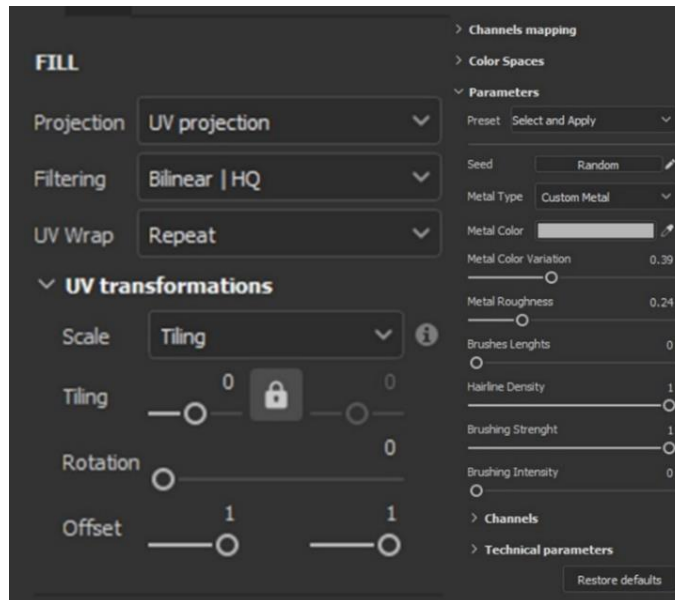 FILL
Projection UV projection
Filtering Bilinear | HQ
UV Wrap Repeat
UV transformations
Scale Tiling
Tiling 0 0
Rotation 0
Offset 1 1
Channels mapping
Color Spaces
Parameters
Preset Select and Apply
Seed Random
Metal Type Custom Metal
Metal Color
Metal Color Variation 0.39
Metal Roughness 0.24
Brushes Lenghts 0
Hairline Density 1
Brushing Strenght 1
Brushing Intensity 0
Channels
Technical parameters
Restore defaults